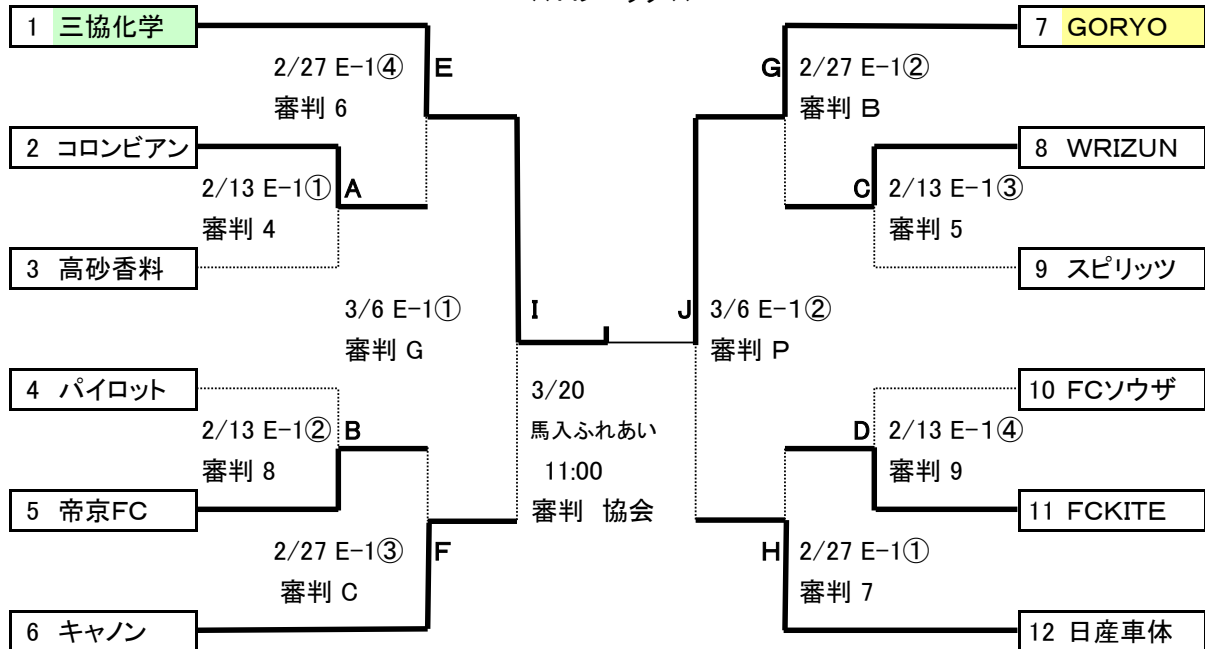 1 三協化学
7 GORYO
2/27 E-1④ E
審判 6
G 2/27 E-1②
審判 B
2 コロンビアン
8 WRIZUN
2/13 E-1① A
審判 4
C 2/13 E-1③
審判 5
3 高砂香料
9 スピリッツ
3/6 E-1① I
審判 G
J 3/6 E-1②
審判 P
4 パイロット
10 FCソウザ
3/20
馬入ふれあい
11:00
審判 協会
2/13 E-1② B
審判 8
D 2/13 E-1④
審判 9
5 帝京FC
11 FCKITE
2/27 E-1③ F
審判 C
H 2/27 E-1①
審判 7
6 キャノン
12 日産車体